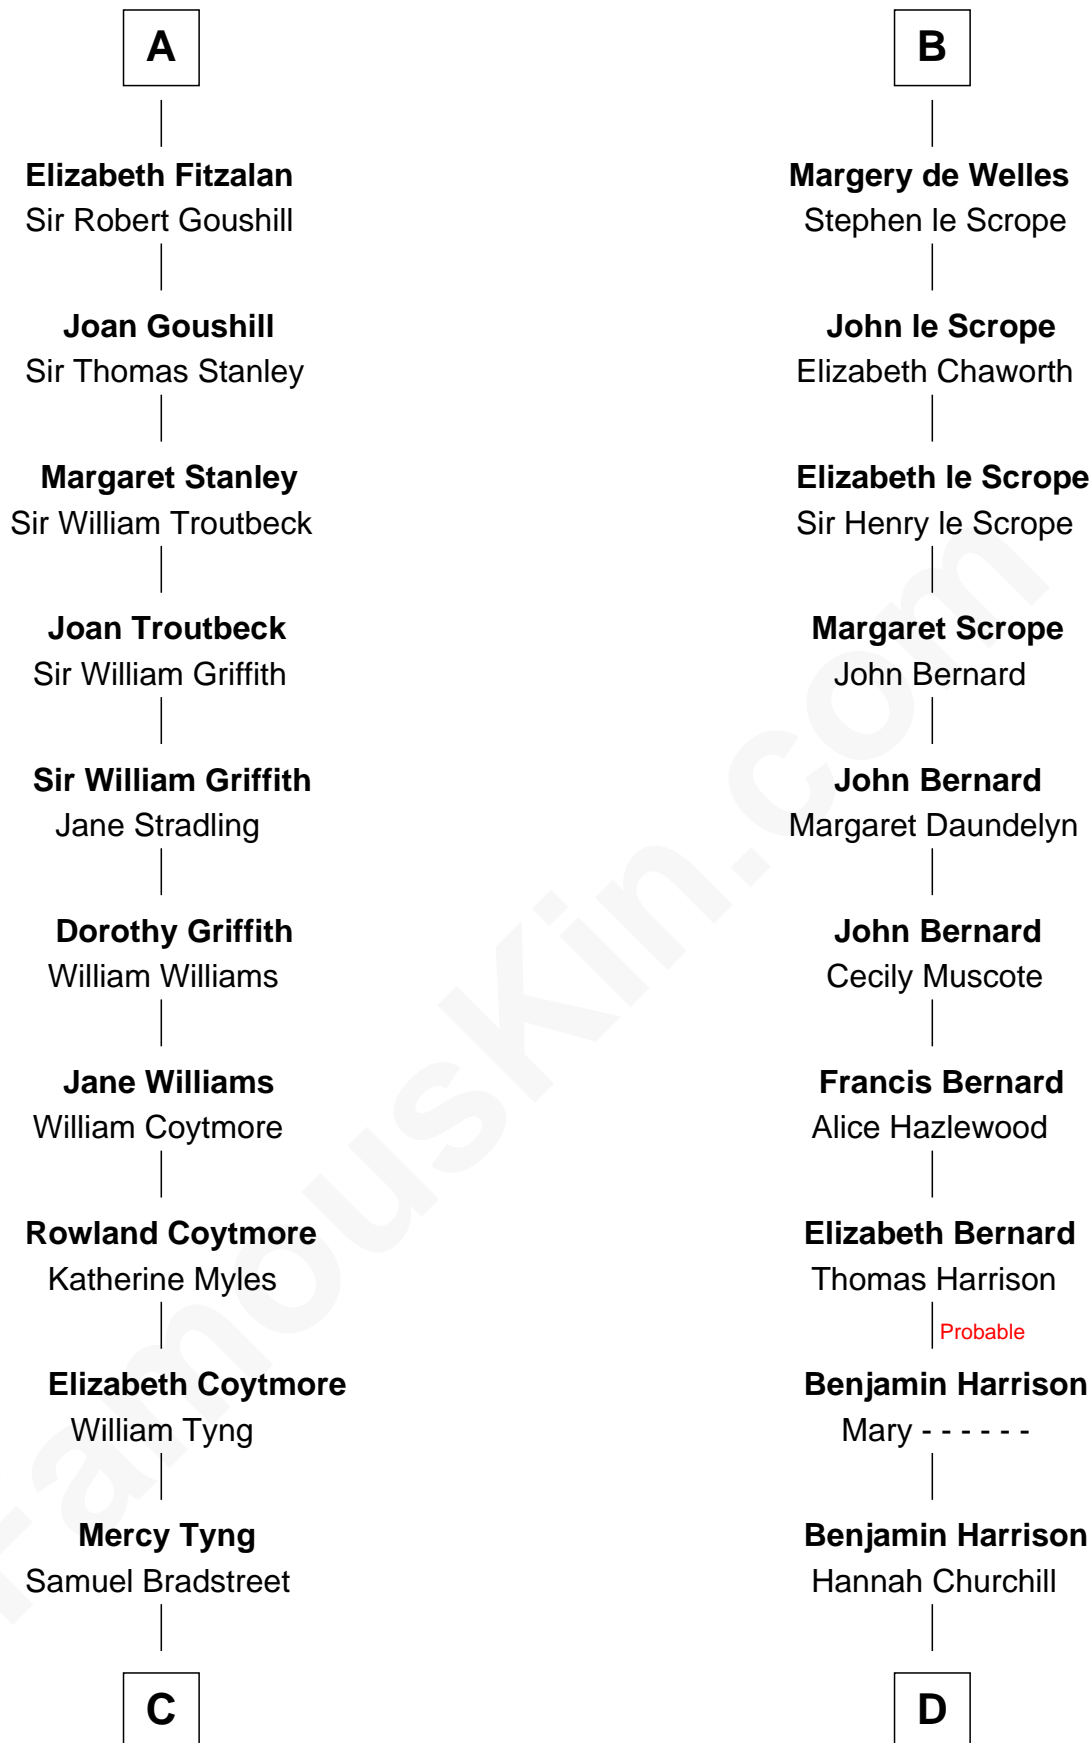 A
Elizabeth Fitzalan
Sir Robert Goushill
Joan Goushill
Sir Thomas Stanley
Margaret Stanley
Sir William Troutbeck
Joan Troutbeck
Sir William Griffith
Sir William Griffith
Jane Stradling
Dorothy Griffith
William Williams
Jane Williams
William Coytmore
Rowland Coytmore
Katherine Myles
Elizabeth Coytmore
William Tyng
Mercy Tyng
Samuel Bradstreet
C
B
Margery de Welles
Stephen le Scrope
John le Scrope
Elizabeth Chaworth
Elizabeth le Scrope
Sir Henry le Scrope
Margaret Scrope
John Bernard
John Bernard
Margaret Daundelyn
John Bernard
Cecily Muscote
Francis Bernard
Alice Hazlewood
Elizabeth Bernard
Thomas Harrison
Probable
Benjamin Harrison
Mary - - - - - -
Benjamin Harrison
Hannah Churchill
D
FamousKin.com